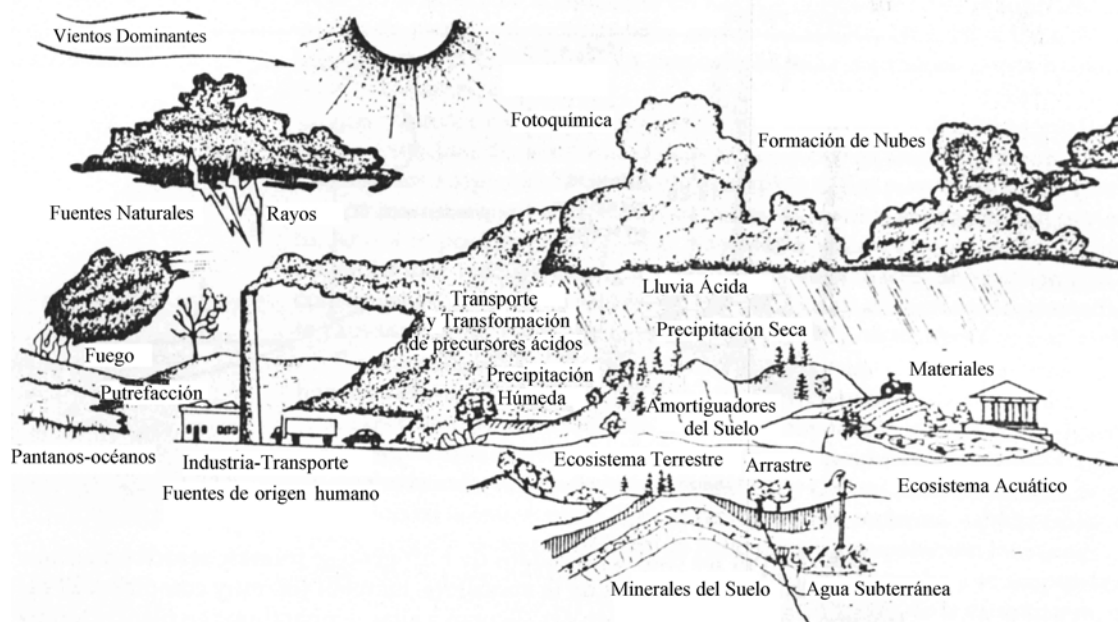 Vientos Dominantes
Fotoquímica
Formación de Nubes
Fuentes Naturales
Rayos
Lluvia Ácida
Transporte
y Transformación
de precursores ácidos
Precipitación Seca
Fuego
Precipitación
Húmeda
Materiales
Putrefacción
Amortiguadores
del Suelo
Pantanos-océanos
Industria-Transporte
Ecosistema Terrestre
Arrastre
Fuentes de origen humano
Ecosistema Acuático
Minerales del Suelo
Agua Subterránea